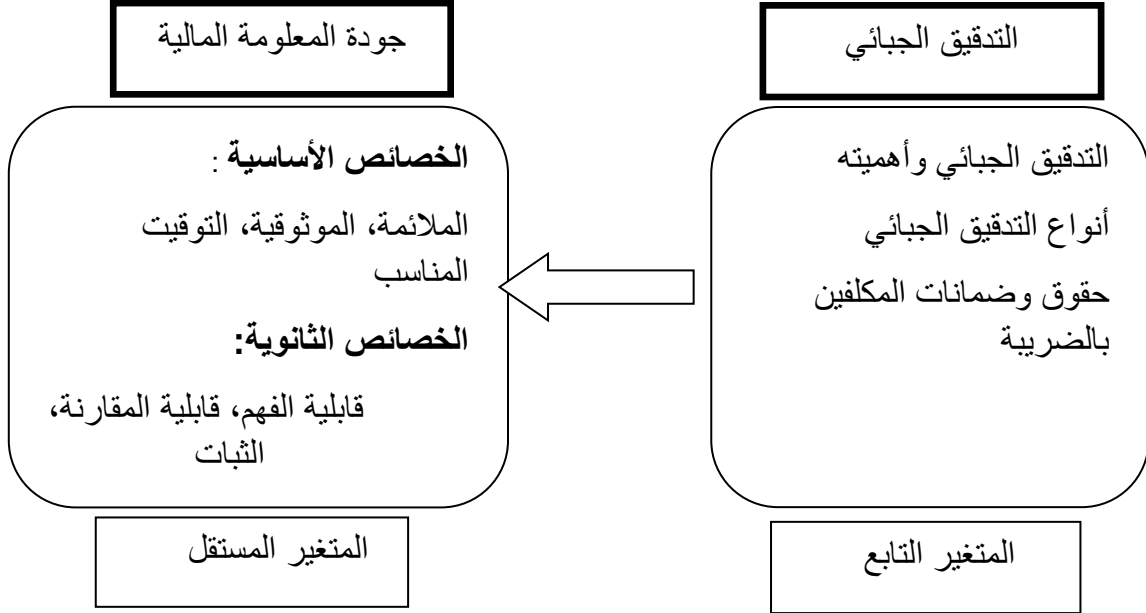 التدقيق الجبائي
التدقيق الجبائي وأهميته
أنواع التدقيق الجبائي
حقوق وضمانات المكلفين
بالضريبة
المتغير التابع
جودة المعلومة المالية
الخصائص الأساسية :
الملائمة، الموثوقية، التوقيت
المناسب
الخصائص الثانوية:
قابلية الفهم، قابلية المقارنة،
الثبات
المتغير المستقل